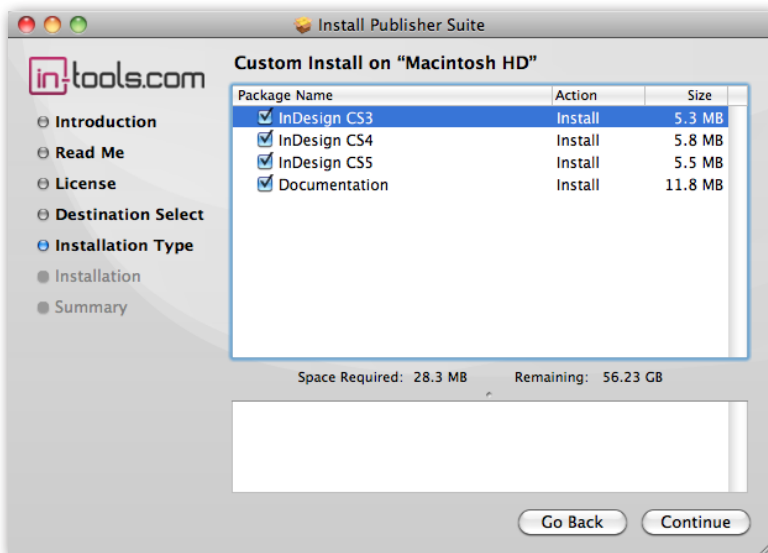 Install Publisher Suite
in-tools.com
Custom Install on “Macintosh HD”
Package Name Action Size
InDesign CS3 Install 5.3 MB
InDesign CS4 Install 5.8 MB
InDesign CS5 Install 5.5 MB
Documentation Install 11.8 MB
Introduction
Read Me
License
Destination Select
Installation Type
Installation
Summary
Space Required: 28.3 MB Remaining: 56.23 GB
Go Back Continue